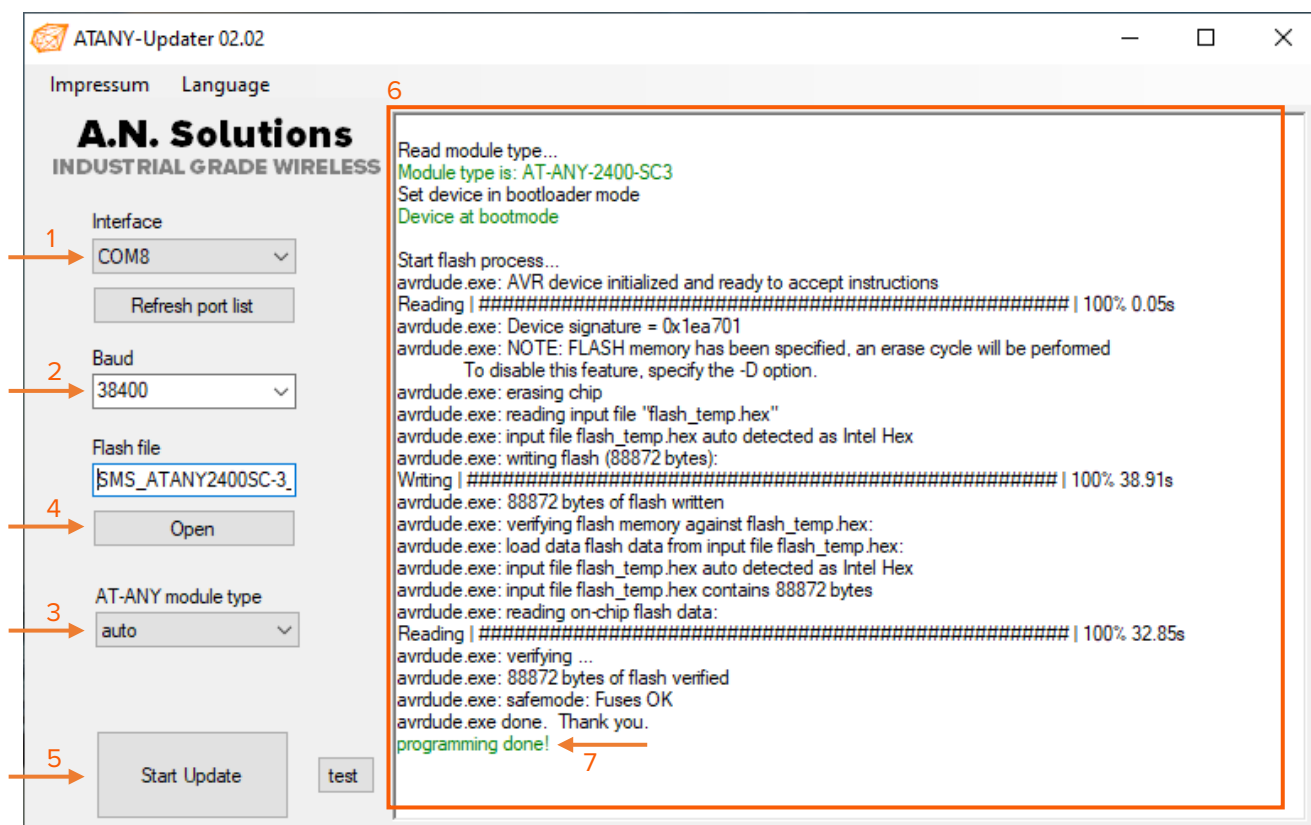 ATANY-Updater 02.02
Impressum Language
6
A.N. Solutions
INDUSTRIAL GRADE WIRELESS
Interface
1
COM8
Refresh port list
Baud
2
38400
Flash file
SMS_ATANY2400SC-3_
4
Open
AT-ANY module type
3
auto
5
Start Update
test
Read module type...
Module type is: AT-ANY-2400-SC3
Set device in bootloader mode
Device at bootmode
Start flash process...
avrdude.exe: AVR device initialized and ready to accept instructions
Reading | ################################################## | 100% 0.05s
avrdude.exe: Device signature = 0x1ea701
avrdude.exe: NOTE: FLASH memory has been specified, an erase cycle will be performed
To disable this feature, specify the -D option.
avrdude.exe: erasing chip
avrdude.exe: reading input file "flash_temp.hex"
avrdude.exe: input file flash_temp.hex auto detected as Intel Hex
avrdude.exe: writing flash (88872 bytes):
Writing | ################################################## | 100% 38.91s
avrdude.exe: 88872 bytes of flash written
avrdude.exe: verifying flash memory against flash_temp.hex:
avrdude.exe: load data flash data from input file flash_temp.hex:
avrdude.exe: input file flash_temp.hex auto detected as Intel Hex
avrdude.exe: input file flash_temp.hex contains 88872 bytes
avrdude.exe: reading on-chip flash data:
Reading | ################################################## | 100% 32.85s
avrdude.exe: verifying ...
avrdude.exe: 88872 bytes of flash verified
avrdude.exe: safemode: Fuses OK
avrdude.exe done. Thank you.
programming done!
7